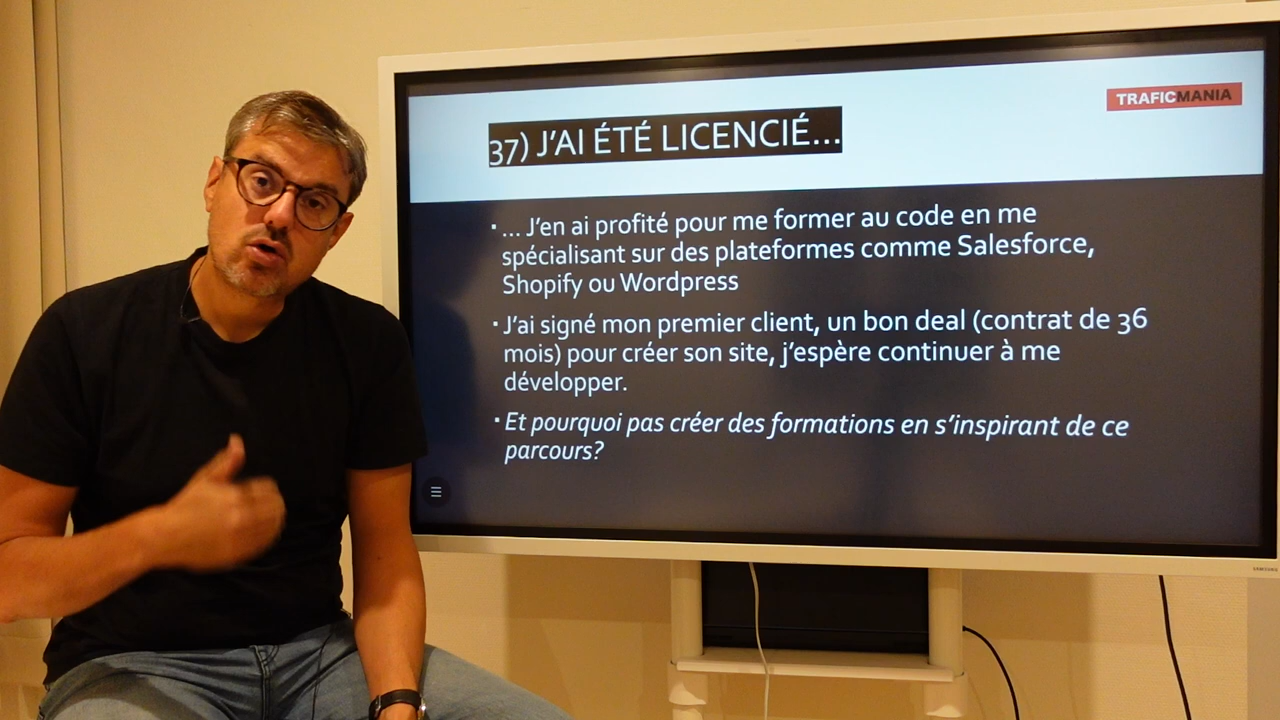 TRAFICMANIA
37) J'AI ÉTÉ LICENCIÉ...
▪ ... J'en ai profité pour me former au code en me
spécialisant sur des plateformes comme Salesforce,
Shopify ou Wordpress
▪ J'ai signé mon premier client, un bon deal (contrat de 36
mois) pour créer son site, j'espère continuer à me
développer.
▪ Et pourquoi pas créer des formations en s'inspirant de ce
parcours?
SAMSUNG